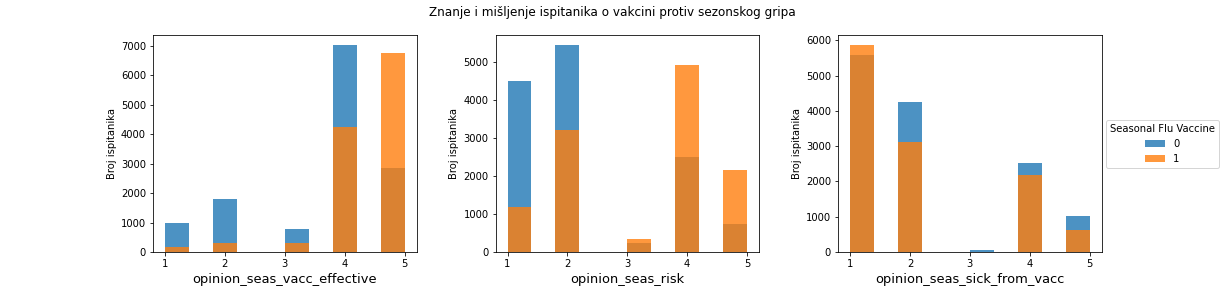 Znanje i mišljenje ispitanika o vakcini protiv sezonskog gripa
Broj ispitanika
7000
6000
5000
4000
3000
2000
1000
0
1 2 3 4 5
opinion_seas_vacc_effective
Broj ispitanika
5000
4000
3000
2000
1000
0
1 2 3 4 5
opinion_seas_risk
Broj ispitanika
6000
5000
4000
3000
2000
1000
0
1 2 3 4 5
opinion_seas_sick_from_vacc
Seasonal Flu Vaccine
0
1